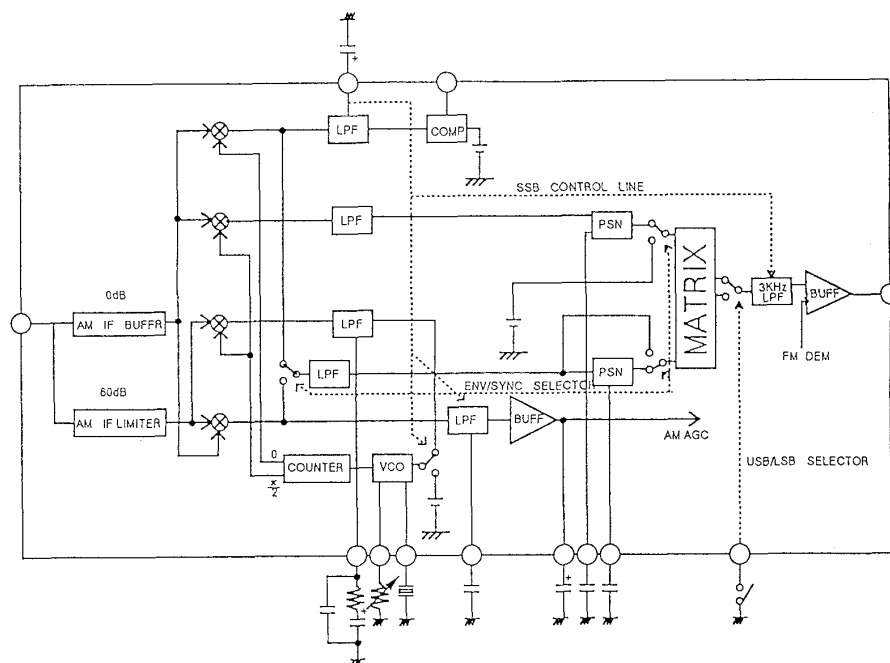 LPF
COMP
SSB CONTROL LINE
LPF
PSN
MATRIX
0dB
AM IF BUFFR
LPF
3KHz
LPF
BUFF
FM DEM
LPF
PSN
ENV/SYNC SELECTOR
60dB
AM IF LIMITER
LPF
BUFF
AM AGC
0
COUNTER
VCO
USB/LSB SELECTOR
π/2